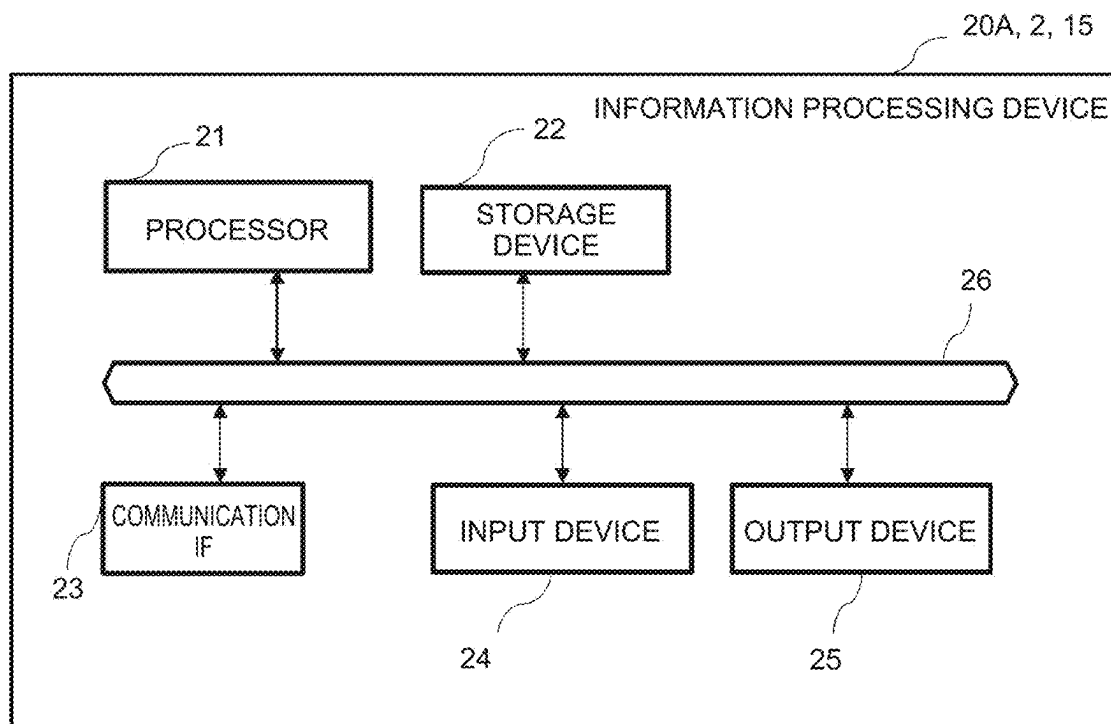 20A, 2, 15
INFORMATION PROCESSING DEVICE
21
22
PROCESSOR
STORAGE
DEVICE
26
COMMUNICATION
IF
INPUT DEVICE
OUTPUT DEVICE
23
24
25